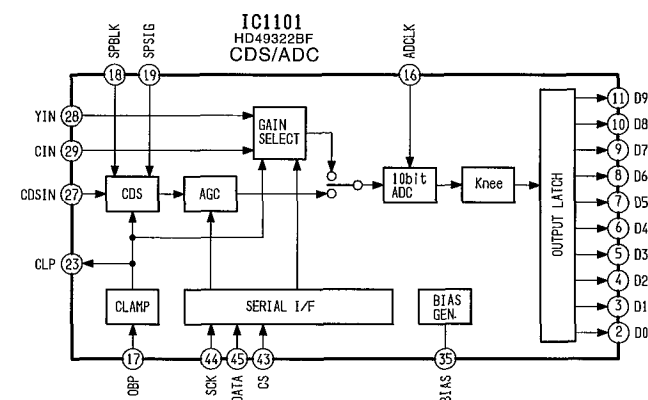 IC1101
HD49322BF
CDS/ADC
SPBLK
SPSIG
ADCLK
18
19
16
YIN 28
CIN 29
CDSIN 27
CLP 23
GAIN
SELECT
CDS
AGC
10bit
ADC
Knee
OUTPUT LATCH
11 D9
10 D8
9 D7
8 D6
7 D5
6 D4
5 D3
4 D2
3 D1
2 D0
CLAMP
SERIAL I/F
BIAS
GEN.
17
44
45
43
35
OBP
SCK
DATA
CS
BIAS